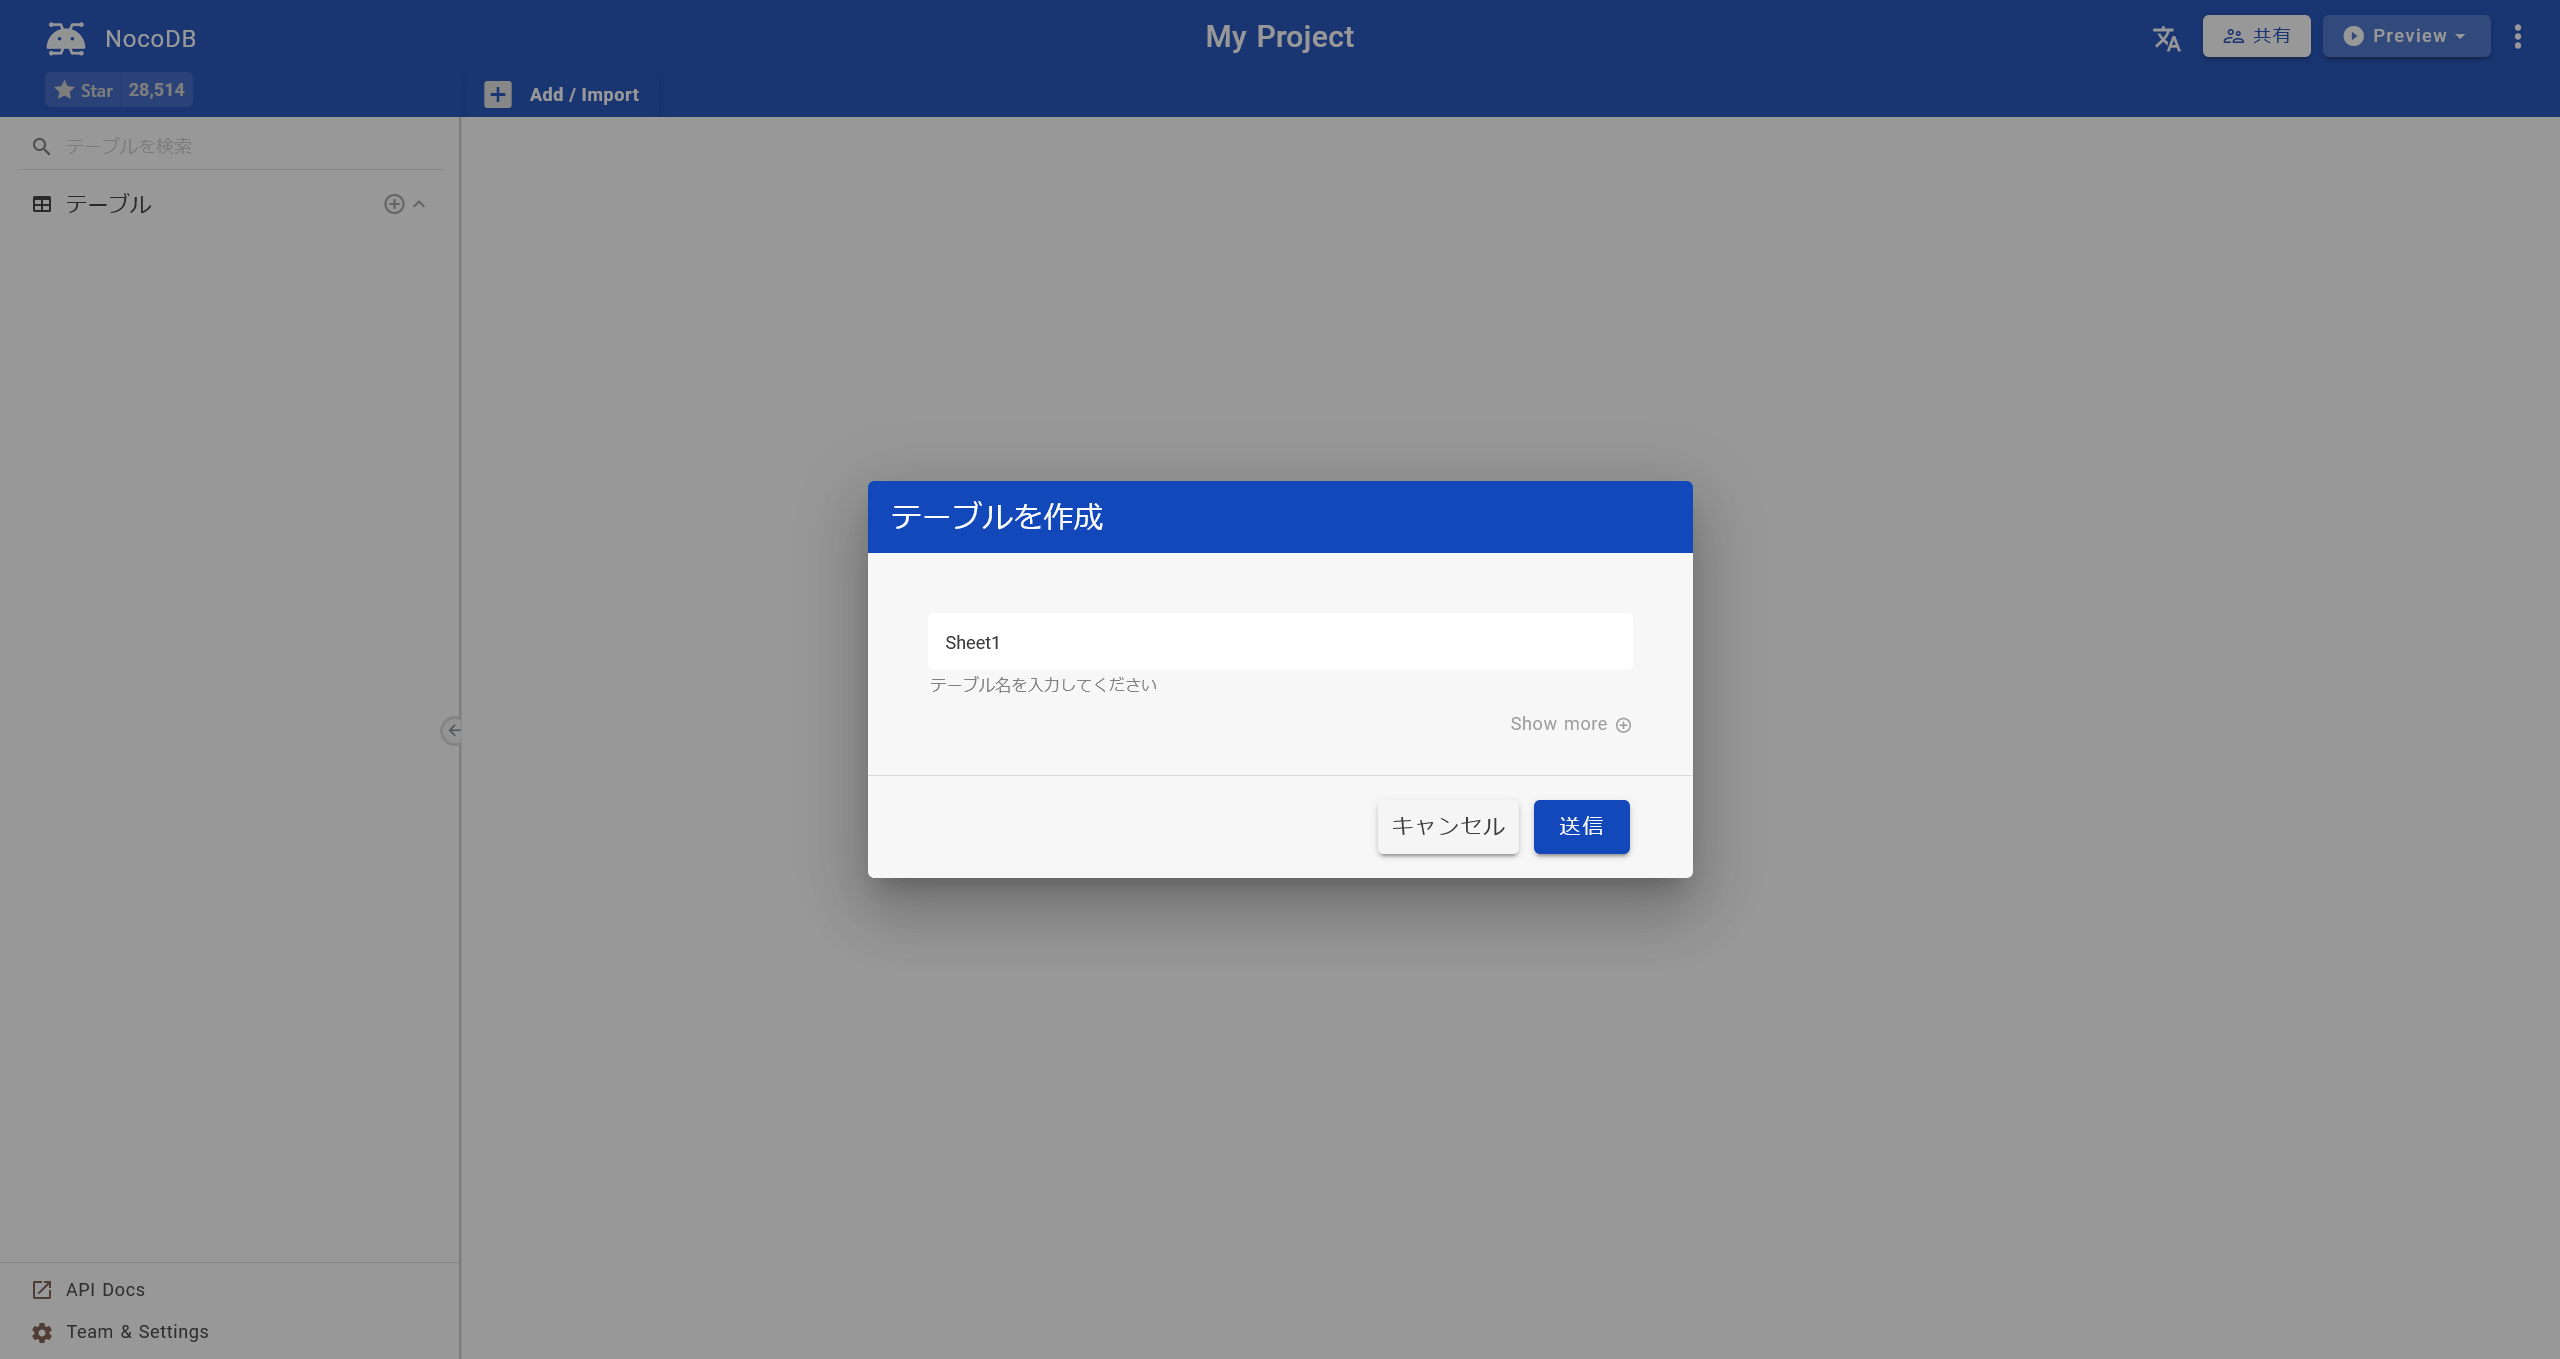 NocoDB
My Project
共有
Preview
Star 28,514
Add / Import
テーブルを検索
テーブル
テーブルを作成
Sheet1
テーブル名を入力してください
Show more
キャンセル
送信
API Docs
Team & Settings